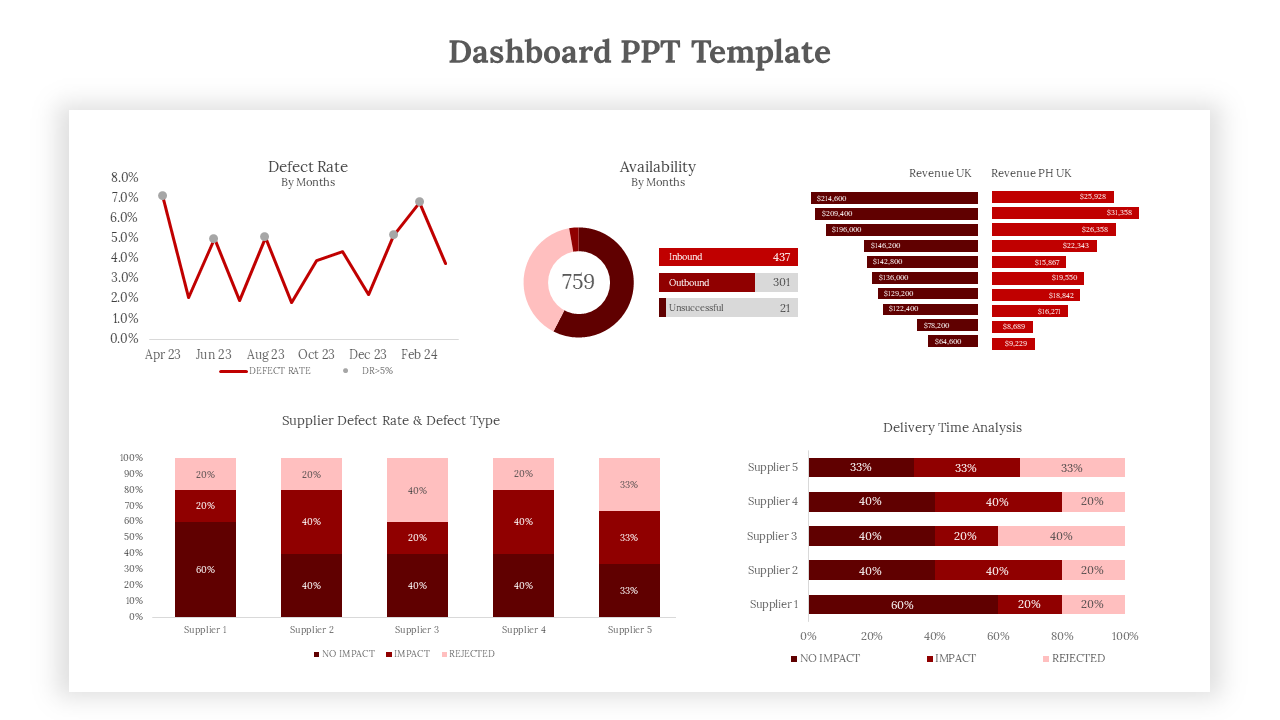 Dashboard PPT Template
Defect Rate
By Months
8.0%
7.0%
6.0%
5.0%
4.0%
3.0%
2.0%
1.0%
0.0%
Apr 23 Jun 23 Aug 23 Oct 23 Dec 23 Feb 24
DEFECT RATE DR>5%
Availability
By Months
759
Inbound 437
Outbound 301
Unsuccessful 21
Revenue UK Revenue PH UK
$214,600 $25,928
$209,400 $31,358
$196,000 $26,358
$146,200 $22,343
$142,800 $15,867
$136,000 $19,550
$129,200 $18,842
$122,400 $16,271
$78,200 $8,689
$64,600 $9,229
Supplier Defect Rate & Defect Type
100%
90%
80%
70%
60%
50%
40%
30%
20%
10%
0%
20% 20% 40% 20% 33%
20% 40% 20% 40% 33%
60% 40% 40% 40% 33%
Supplier 1 Supplier 2 Supplier 3 Supplier 4 Supplier 5
NO IMPACT IMPACT REJECTED
Delivery Time Analysis
Supplier 5 33% 33% 33%
Supplier 4 40% 40% 20%
Supplier 3 40% 20% 40%
Supplier 2 40% 40% 20%
Supplier 1 60% 20% 20%
0% 20% 40% 60% 80% 100%
NO IMPACT IMPACT REJECTED